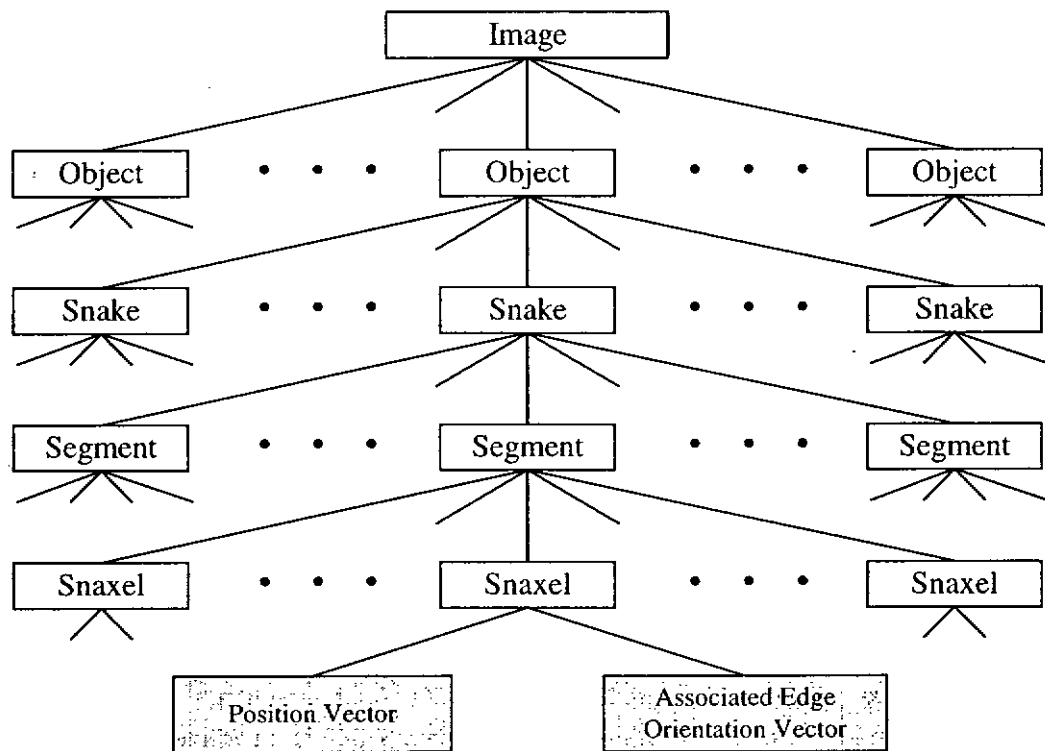 Image
Object
Object
Object
Snake
Snake
Snake
Segment
Segment
Segment
Snaxel
Snaxel
Snaxel
Position Vector
Associated Edge
Orientation Vector